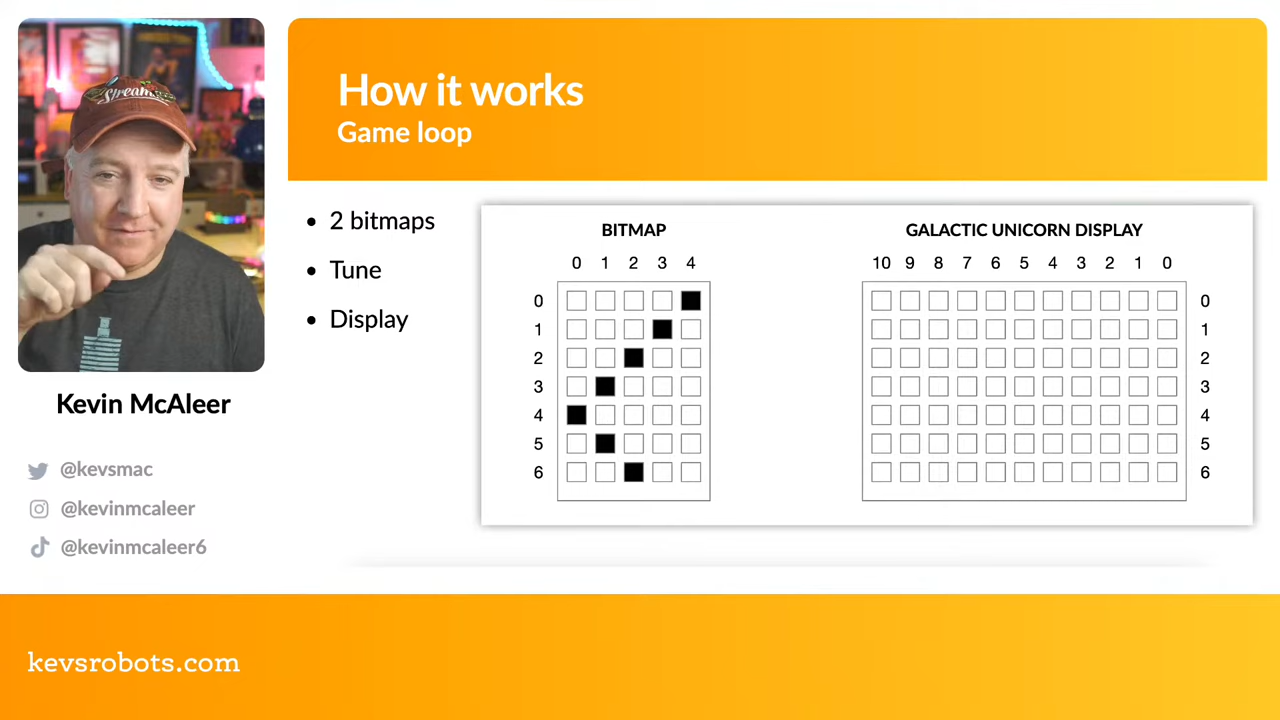 Stream
How it works
Game loop
• 2 bitmaps
• Tune
• Display
BITMAP
0 1 2 3 4
0
1
2
3
4
5
6
GALACTIC UNICORN DISPLAY
10 9 8 7 6 5 4 3 2 1 0
0
1
2
3
4
5
6
Kevin McAleer
@kevsmac
@kevinmcaleer
@kevinmcaleer6
kevsrobots.com